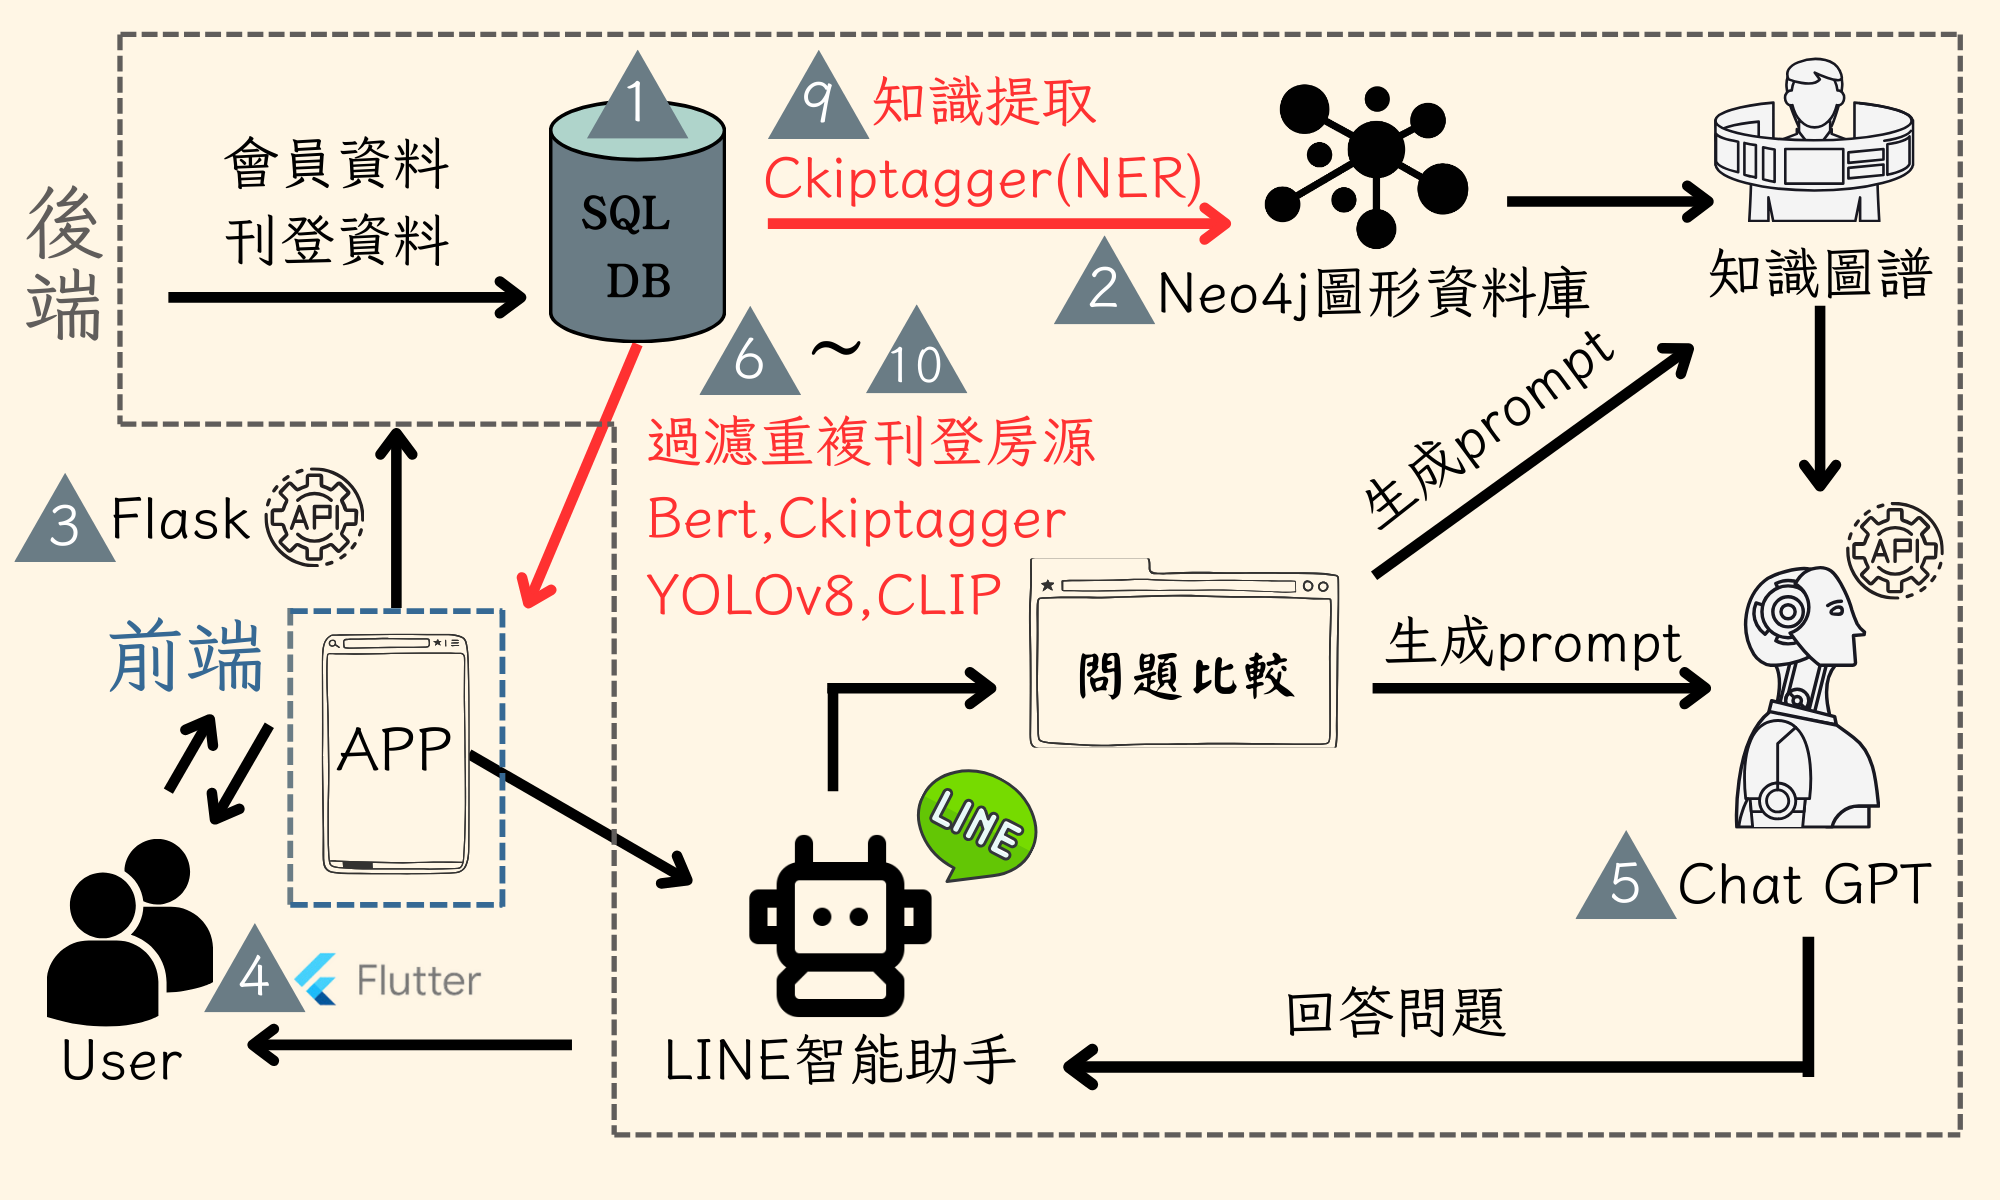 後端
會員資料
刊登資料
1
SQL
DB
9
知識提取
Ckiptagger(NER)
2
Neo4j圖形資料庫
知識圖譜
6 ~ 10
過濾重複刊登房源
Bert,Ckiptagger
YOLOv8,CLIP
生成prompt
3
Flask
API
API
前端
APP
問題比較
生成prompt
LINE
5
Chat GPT
4
Flutter
User
LINE智能助手
回答問題